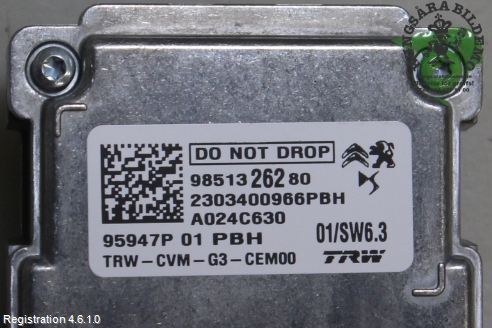 NGSARABILDEN
DO NOT DROP
98513 262 80
2303400966PBH
A024C630
95947P 01 PBH
01/SW6.3
TRW-CVM-G3-CEM00
TRW
Registration 4.6.1.0